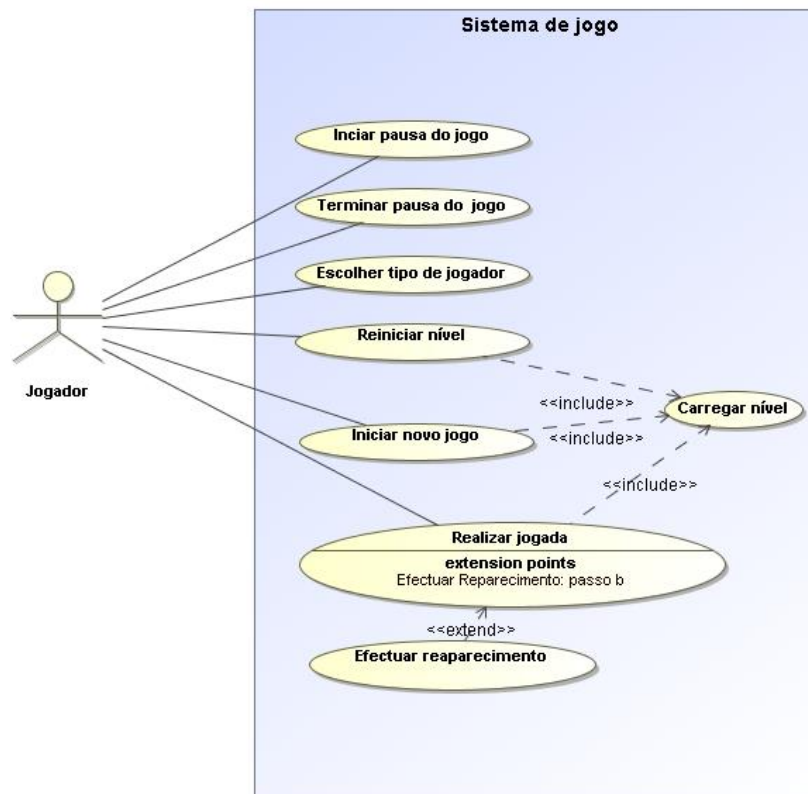 Sistema de jogo
Inciar pausa do jogo
Terminar pausa do jogo
Escolher tipo de jogador
Reiniciar nível
Jogador
<<include>>
Carregar nível
Iniciar novo jogo
<<include>>
<<include>>
Realizar jogada
extension points
Efectuar Reparecimento: passo b
<<extend>>
Efectuar reaparecimento